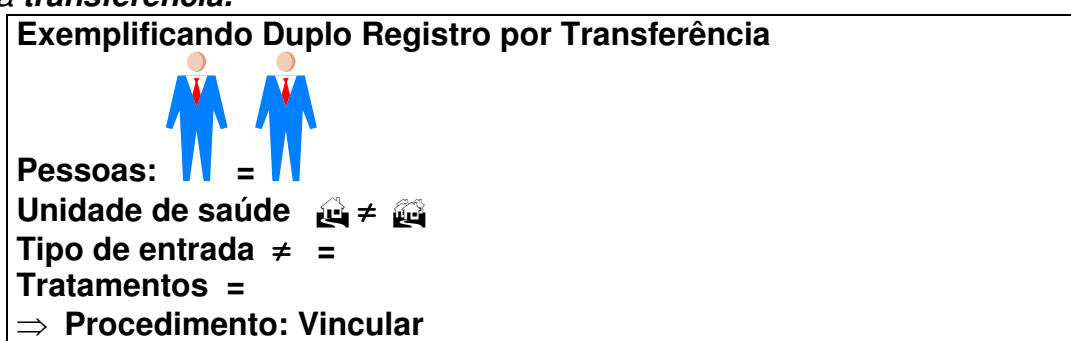 a transferência.
Exemplificando Duplo Registro por Transferência
Pessoas: =
Unidade de saúde ≠
Tipo de entrada ≠ =
Tratamentos =
⇒ Procedimento: Vincular